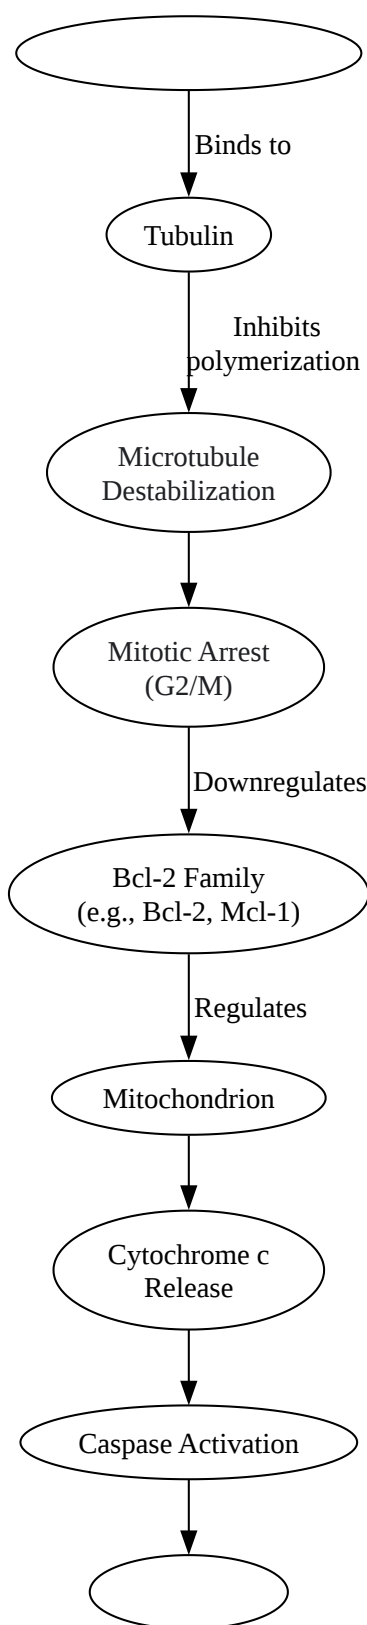 Binds to
Tubulin
Inhibits
polymerization
Microtubule
Destabilization
Mitotic Arrest
(G2/M)
Downregulates
Bcl-2 Family
(e.g., Bcl-2, Mcl-1)
Regulates
Mitochondrion
Cytochrome c
Release
Caspase Activation